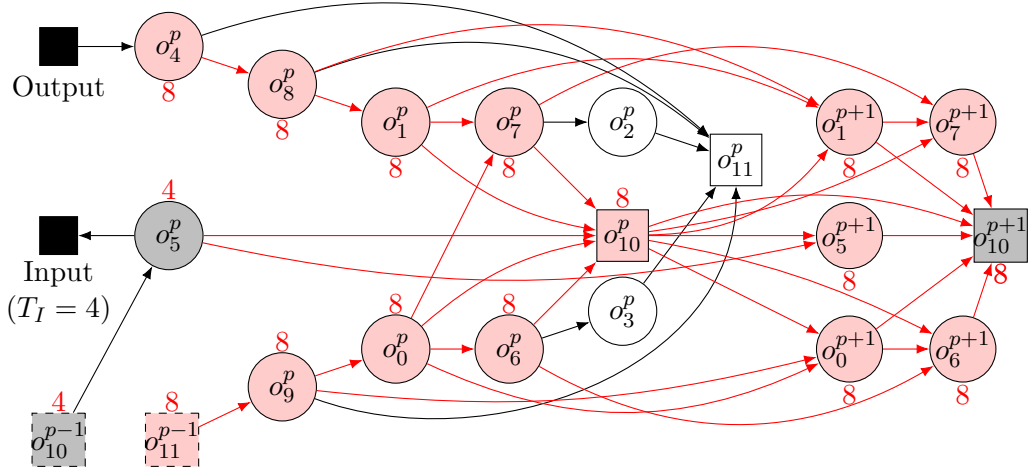 o_4^p
8
Output
o_8^p
8
o_1^p
8
o_7^p
8
o_2^p
o_11^p
o_1^{p+1}
8
o_7^{p+1}
8
4
o_5^p
Input
(T_I = 4)
8
o_10^p
o_5^{p+1}
8
o_10^{p+1}
8
o_3^p
8
o_0^p
8
o_6^p
8
o_9^p
o_0^{p+1}
8
o_6^{p+1}
8
4
o_10^{p-1}
8
o_11^{p-1}